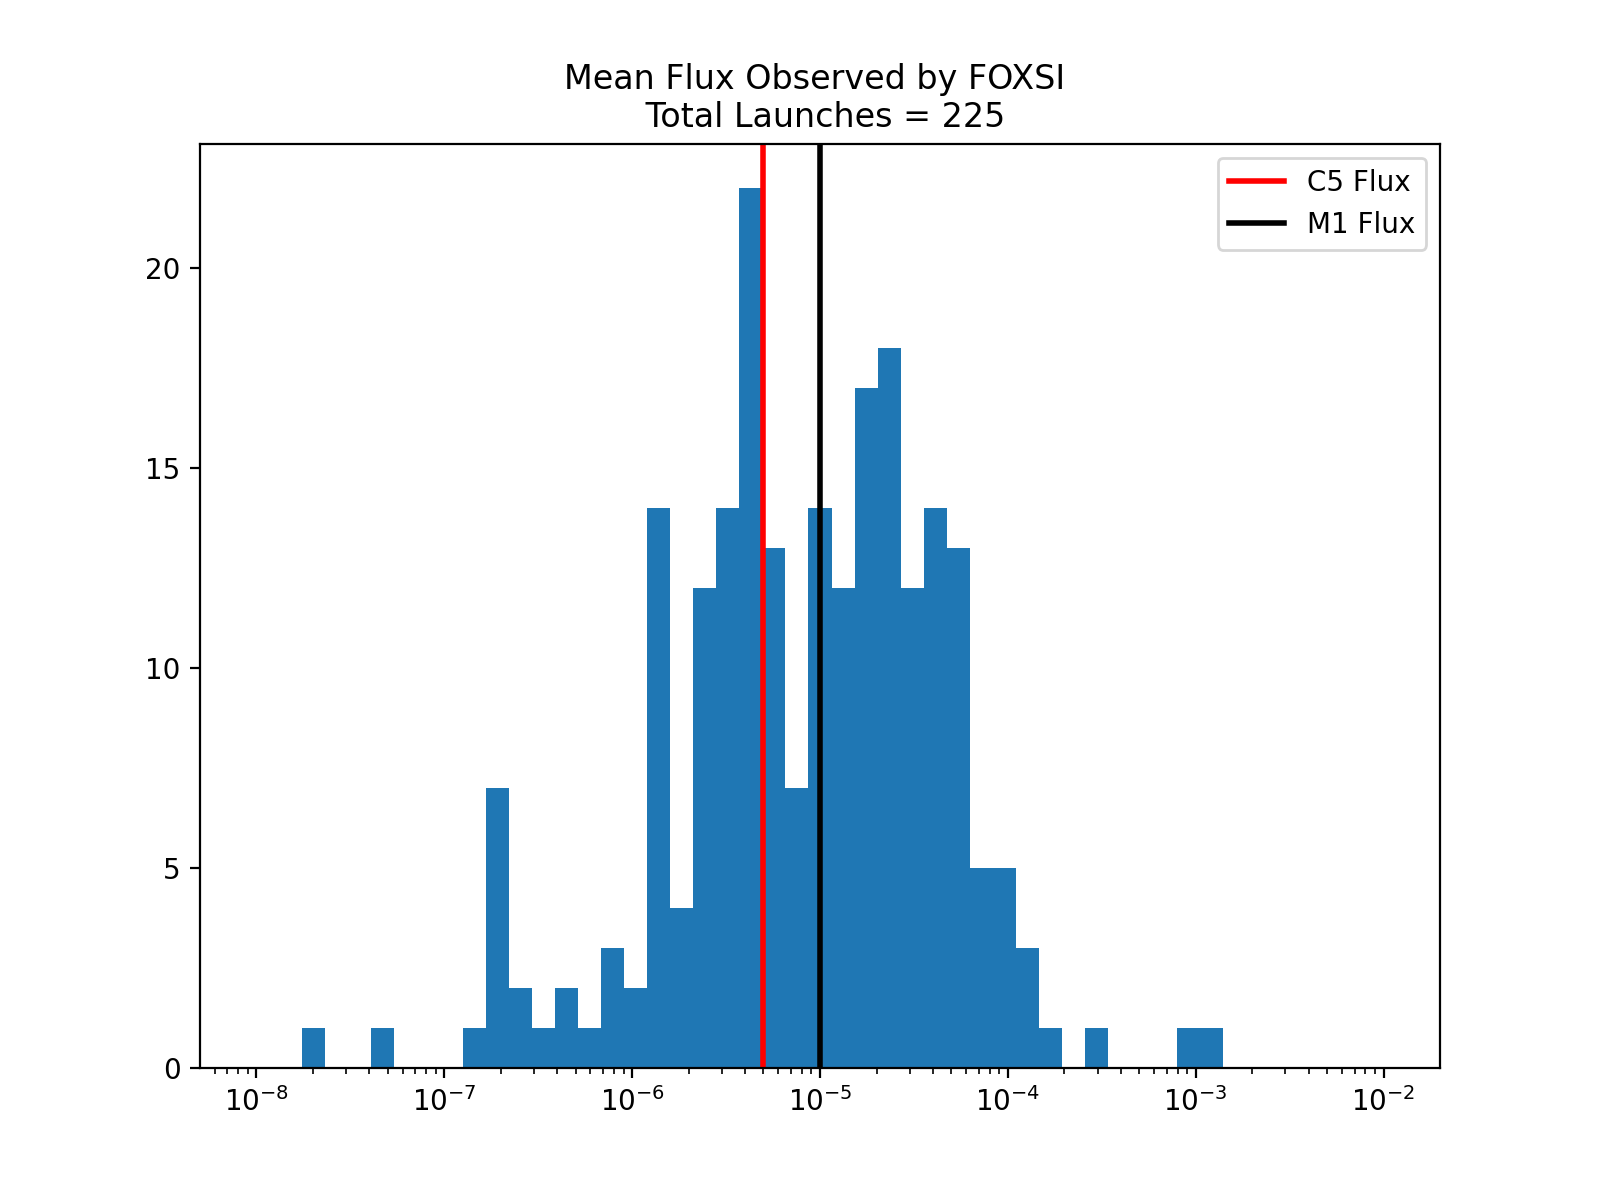 Mean Flux Observed by FOXSI
Total Launches = 225
C5 Flux
M1 Flux
20
15
10
5
0
10⁻⁸ 10⁻⁷ 10⁻⁶ 10⁻⁵ 10⁻⁴ 10⁻³ 10⁻²